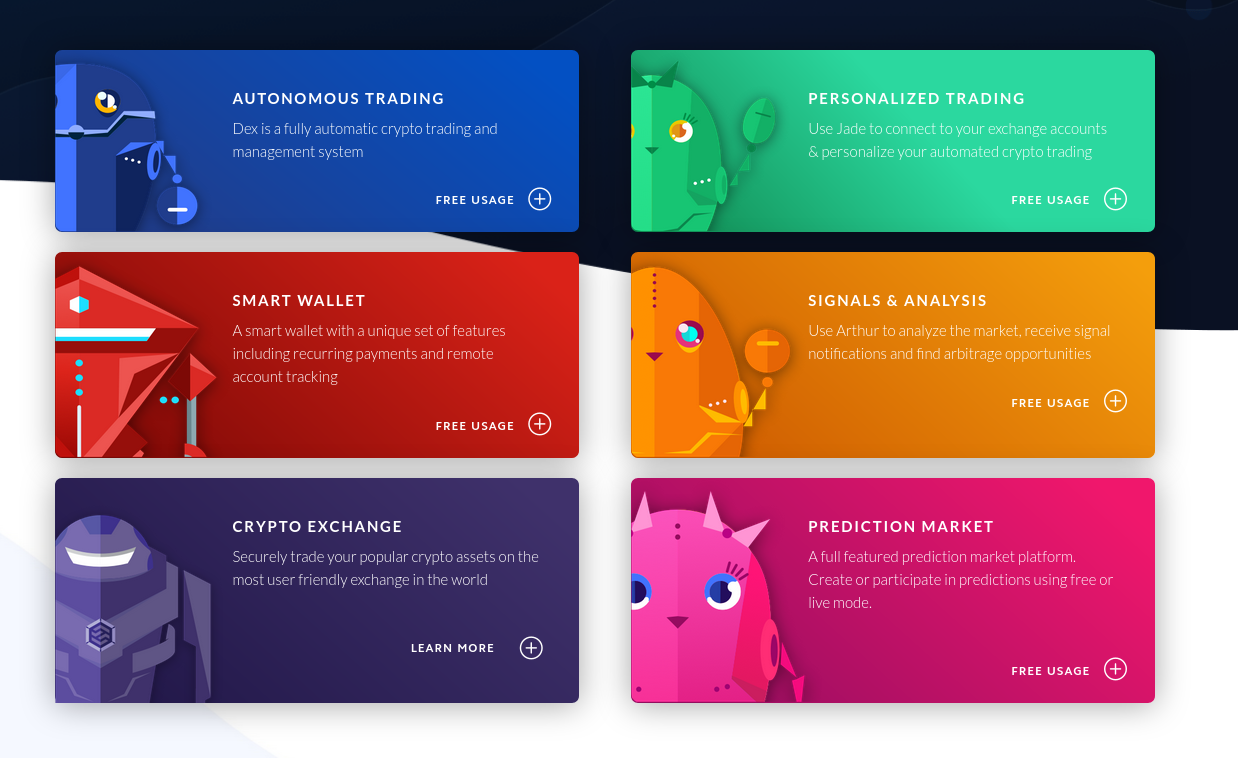 AUTONOMOUS TRADING
Dex is a fully automatic crypto trading and
management system
FREE USAGE
PERSONALIZED TRADING
Use Jade to connect to your exchange accounts
& personalize your automated crypto trading
FREE USAGE
SMART WALLET
A smart wallet with a unique set of features
including recurring payments and remote
account tracking
FREE USAGE
SIGNALS & ANALYSIS
Use Arthur to analyze the market, receive signal
notifications and find arbitrage opportunities
FREE USAGE
CRYPTO EXCHANGE
Securely trade your popular crypto assets on the
most user friendly exchange in the world
LEARN MORE
PREDICTION MARKET
A full featured prediction market platform.
Create or participate in predictions using free or
live mode.
FREE USAGE